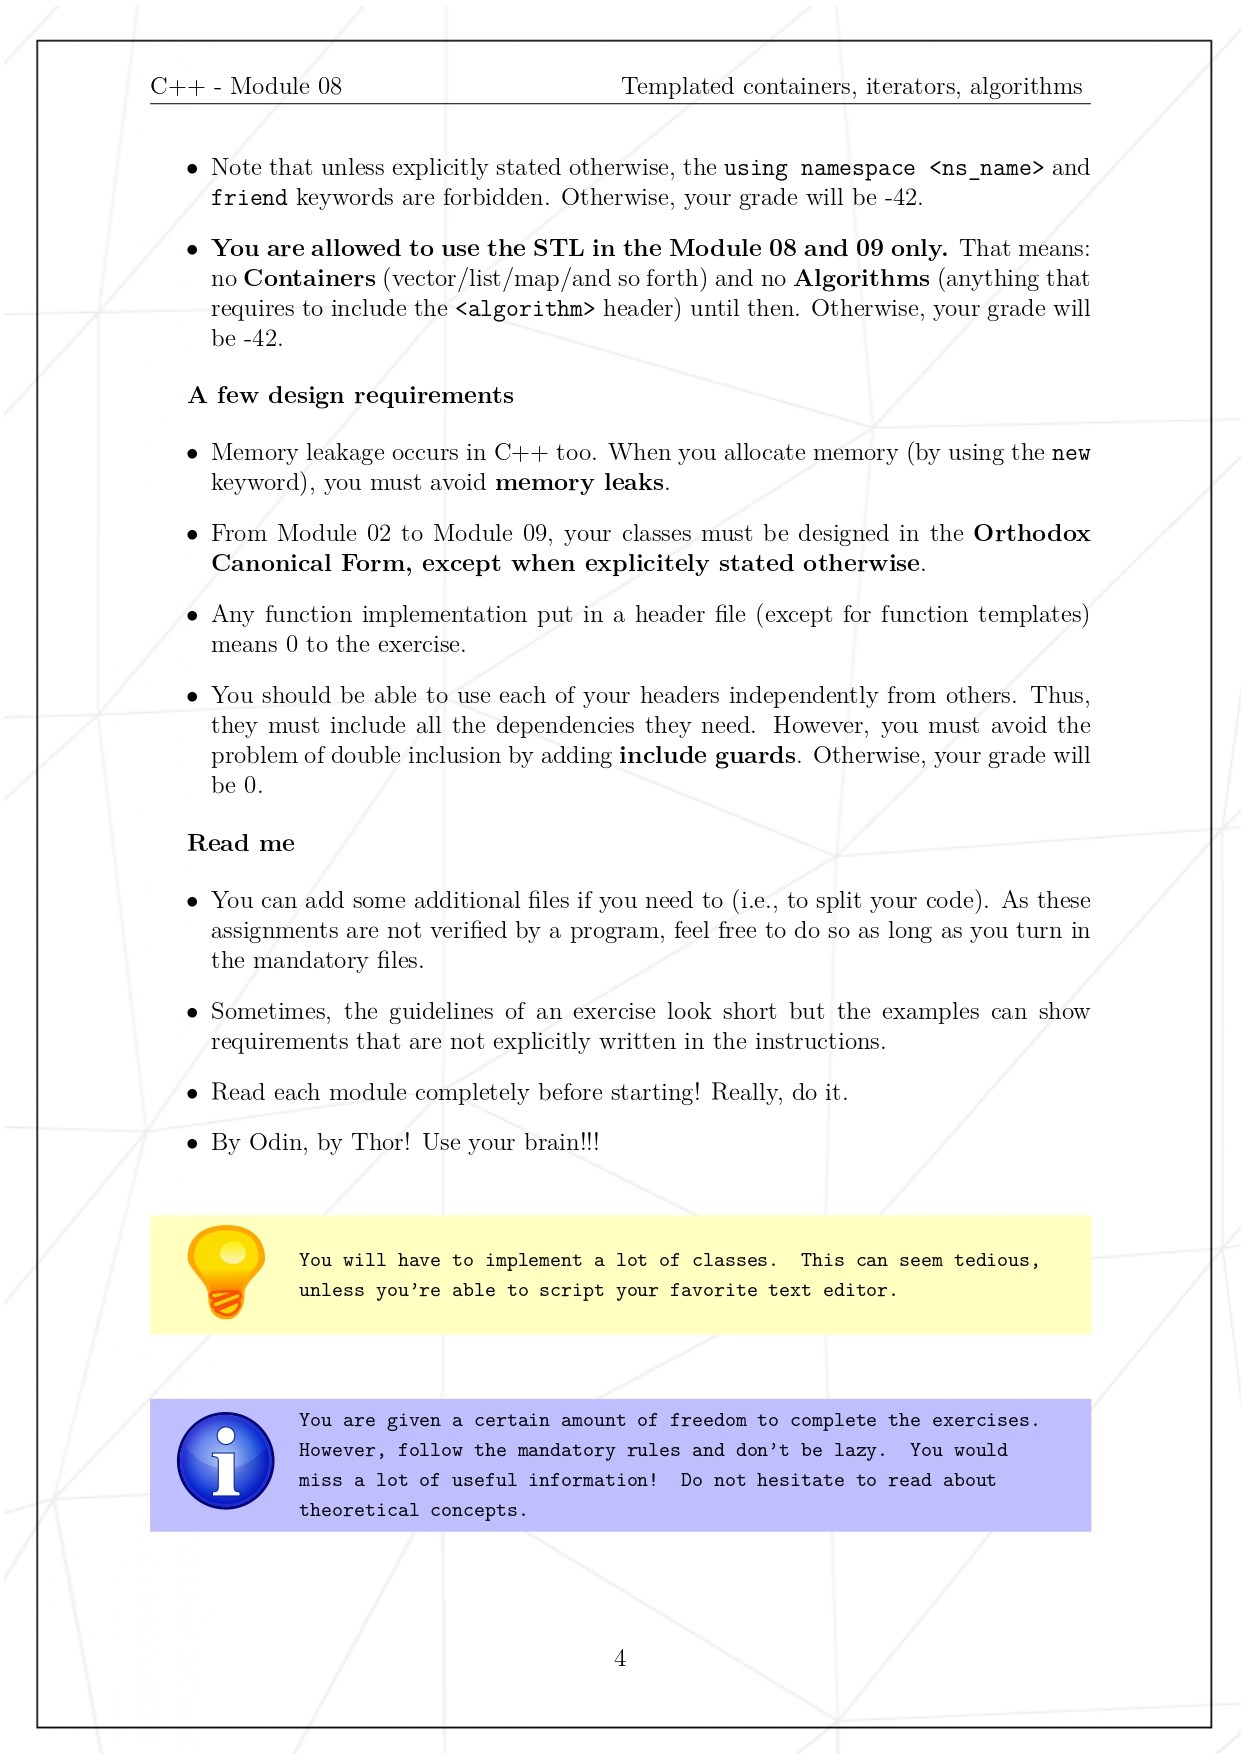 C++ - Module 08 Templated containers, iterators, algorithms
• Note that unless explicitly stated otherwise, the using namespace <ns_name> and
friend keywords are forbidden. Otherwise, your grade will be -42.
• You are allowed to use the STL in the Module 08 and 09 only. That means:
no Containers (vector/list/map/and so forth) and no Algorithms (anything that
requires to include the <algorithm> header) until then. Otherwise, your grade will
be -42.
A few design requirements
• Memory leakage occurs in C++ too. When you allocate memory (by using the new
keyword), you must avoid memory leaks.
• From Module 02 to Module 09, your classes must be designed in the Orthodox
Canonical Form, except when explicitely stated otherwise.
• Any function implementation put in a header file (except for function templates)
means 0 to the exercise.
• You should be able to use each of your headers independently from others. Thus,
they must include all the dependencies they need. However, you must avoid the
problem of double inclusion by adding include guards. Otherwise, your grade will
be 0.
Read me
• You can add some additional files if you need to (i.e., to split your code). As these
assignments are not verified by a program, feel free to do so as long as you turn in
the mandatory files.
• Sometimes, the guidelines of an exercise look short but the examples can show
requirements that are not explicitly written in the instructions.
• Read each module completely before starting! Really, do it.
• By Odin, by Thor! Use your brain!!!
You will have to implement a lot of classes. This can seem tedious,
unless you're able to script your favorite text editor.
You are given a certain amount of freedom to complete the exercises.
However, follow the mandatory rules and don't be lazy. You would
miss a lot of useful information! Do not hesitate to read about
theoretical concepts.
4